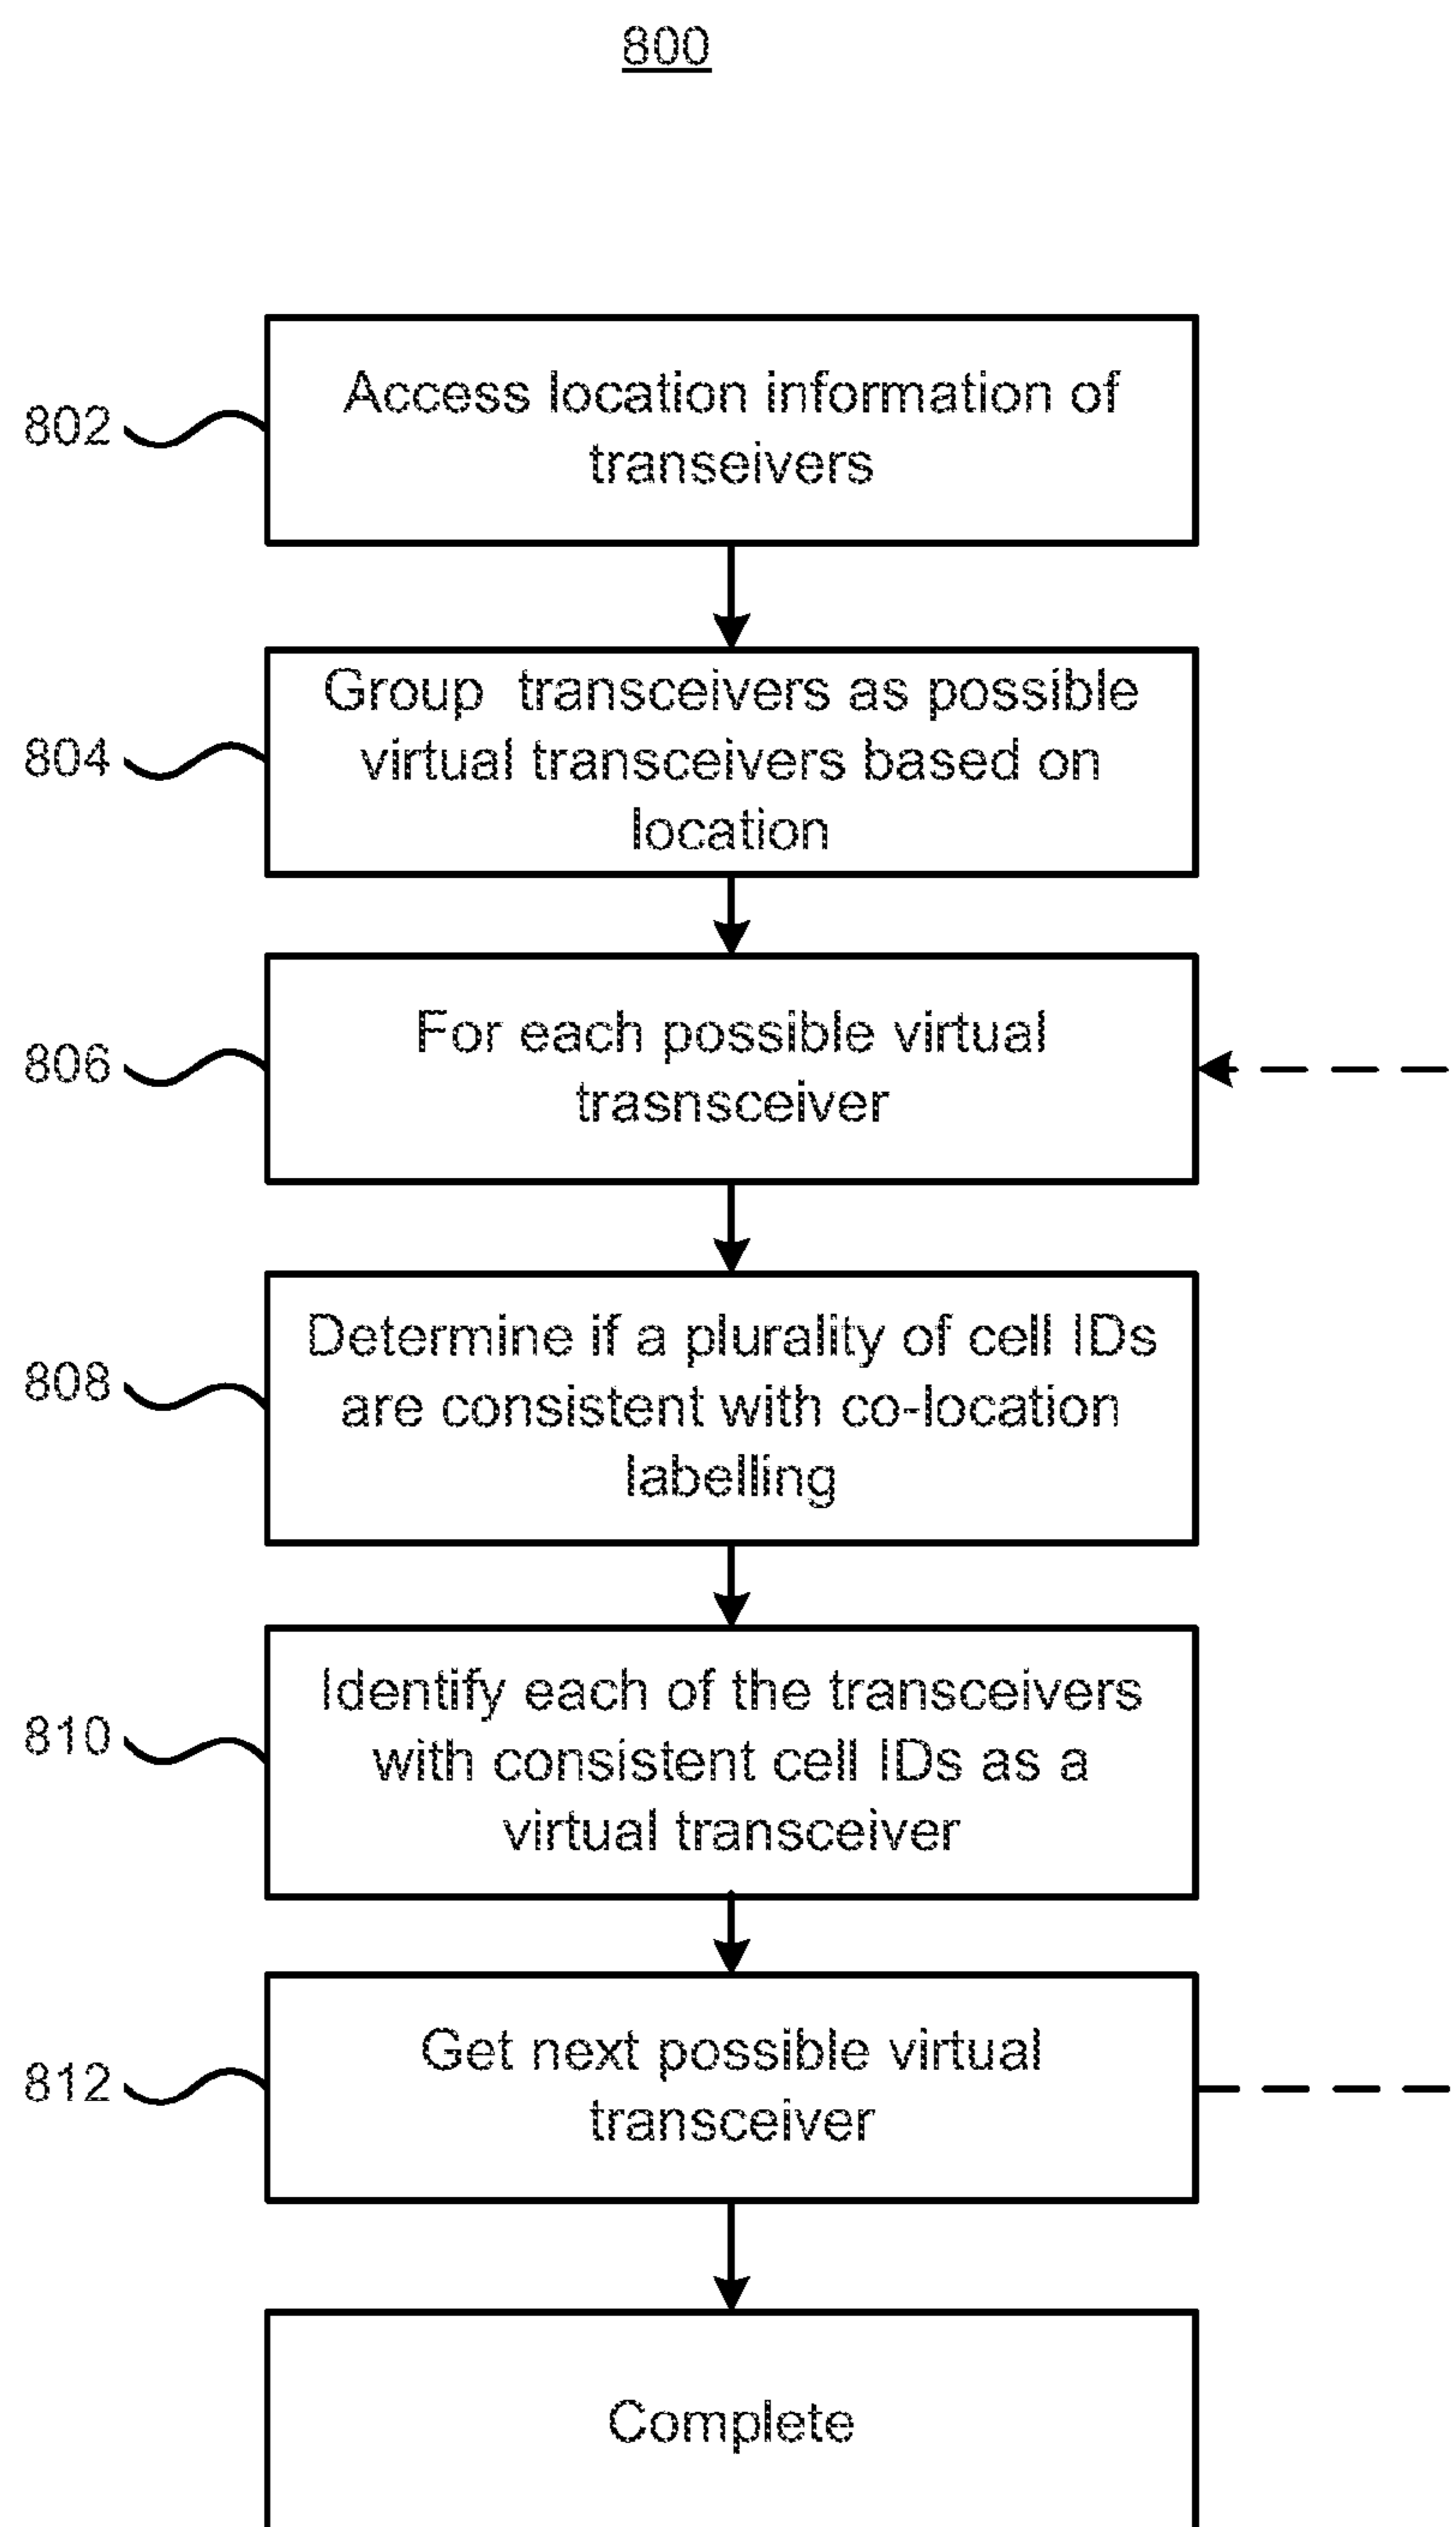 800
802
Access location information of
transeivers
804
Group transceivers as possible
virtual transceivers based on
location
806
For each possible virtual
trasnsceiver
808
Determine if a plurality of cell IDs
are consistent with co-location
labelling
810
Identify each of the transceivers
with consistent cell IDs as a
virtual transceiver
812
Get next possible virtual
transceiver
Complete